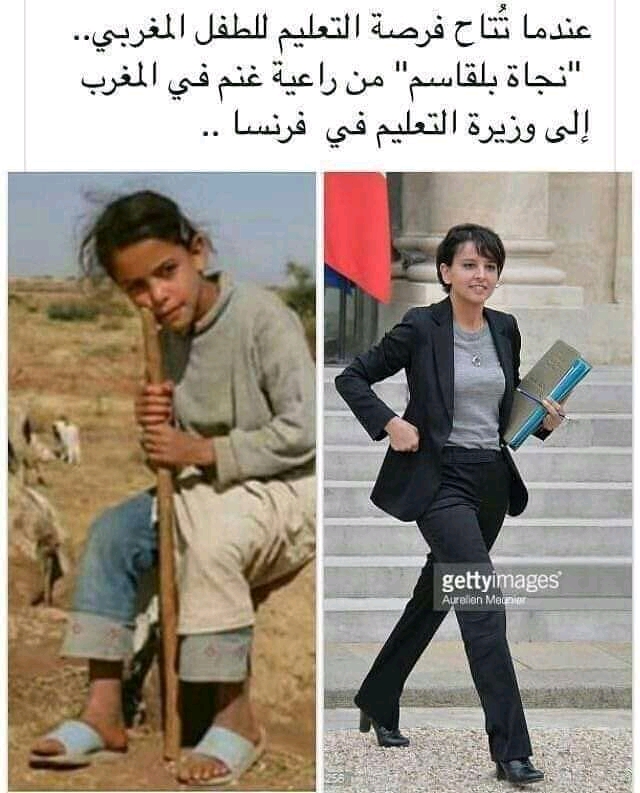 عندما تُتاح فرصة التعليم للطفل المغربي..
"نجاة بلقاسم" من راعية غنم في المغرب
إلى وزيرة التعليم في فرنسا ..
gettyimages®
Aurelien Meunier
256